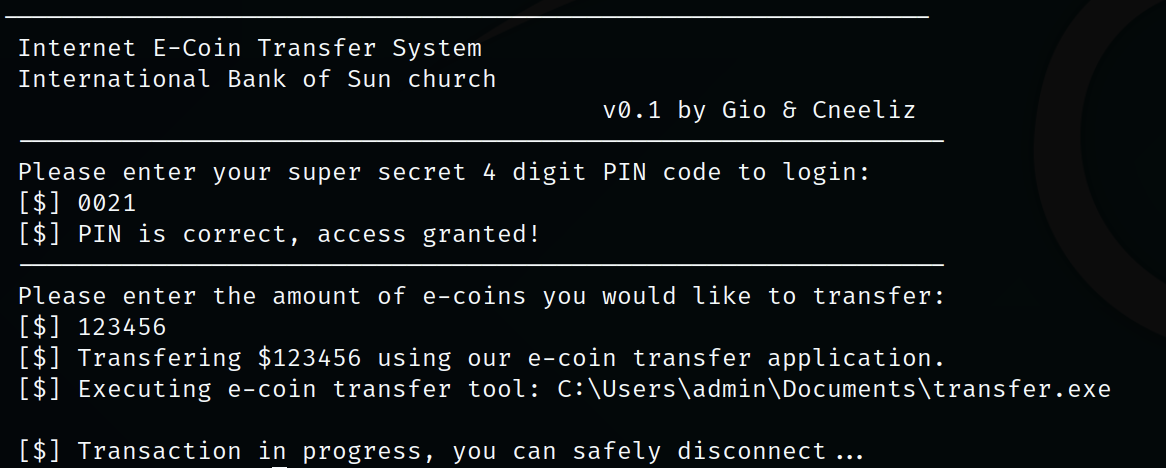 Internet E-Coin Transfer System
International Bank of Sun church
v0.1 by Gio & Cneeliz
Please enter your super secret 4 digit PIN code to login:
[$] 0021
[$] PIN is correct, access granted!
Please enter the amount of e-coins you would like to transfer:
[$] 123456
[$] Transfering $123456 using our e-coin transfer application.
[$] Executing e-coin transfer tool: C:\Users\admin\Documents\transfer.exe
[$] Transaction in progress, you can safely disconnect...